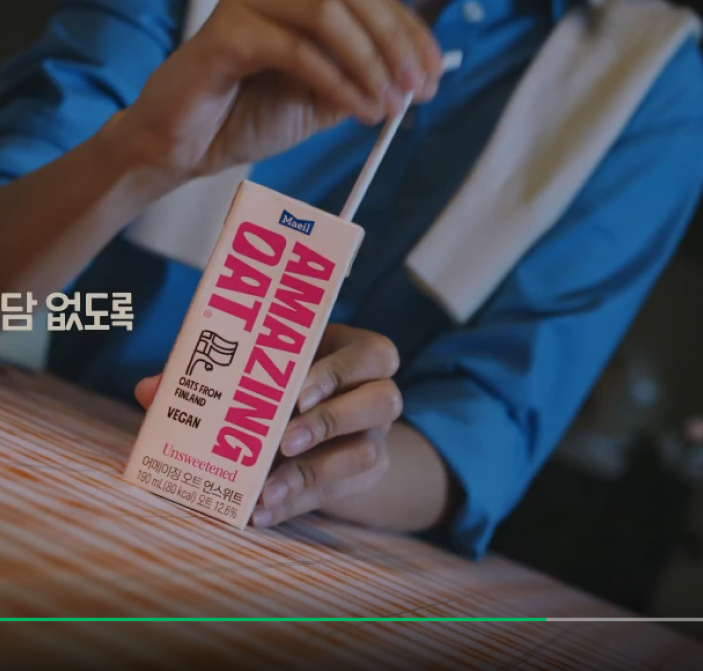 담 없도록
Maeil
AMAZING
OAT
®
OATS FROM
FINLAND
VEGAN
Unsweetened
어메이징 오트 언스위트
190 mL(80 kcal) 오트 12.6%